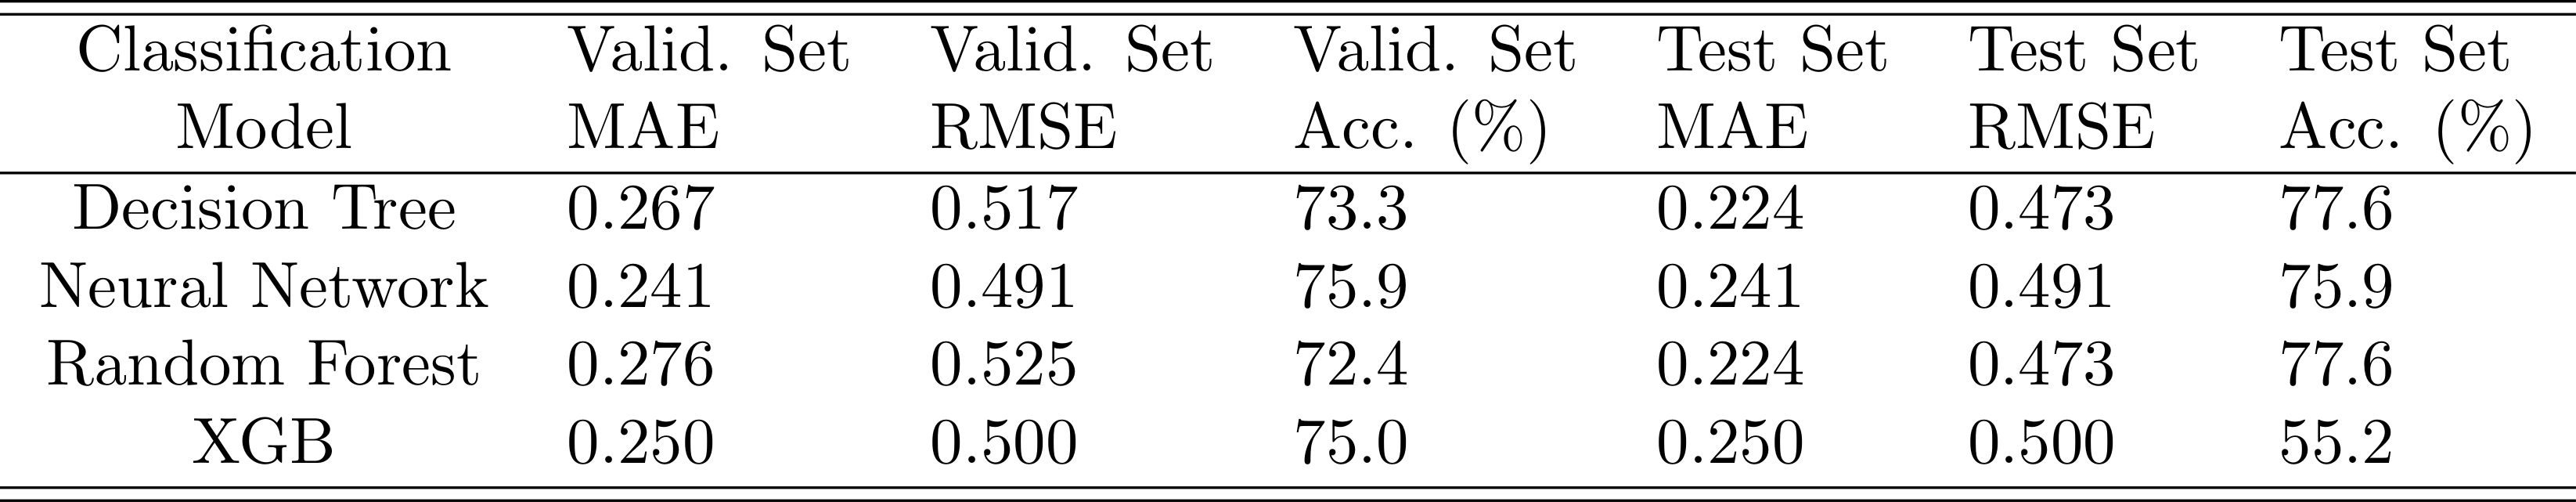 Classification Valid. Set Valid. Set Valid. Set Test Set Test Set Test Set
Model MAE RMSE Acc. (%) MAE RMSE Acc. (%)
Decision Tree 0.267 0.517 73.3 0.224 0.473 77.6
Neural Network 0.241 0.491 75.9 0.241 0.491 75.9
Random Forest 0.276 0.525 72.4 0.224 0.473 77.6
XGB 0.250 0.500 75.0 0.250 0.500 55.2